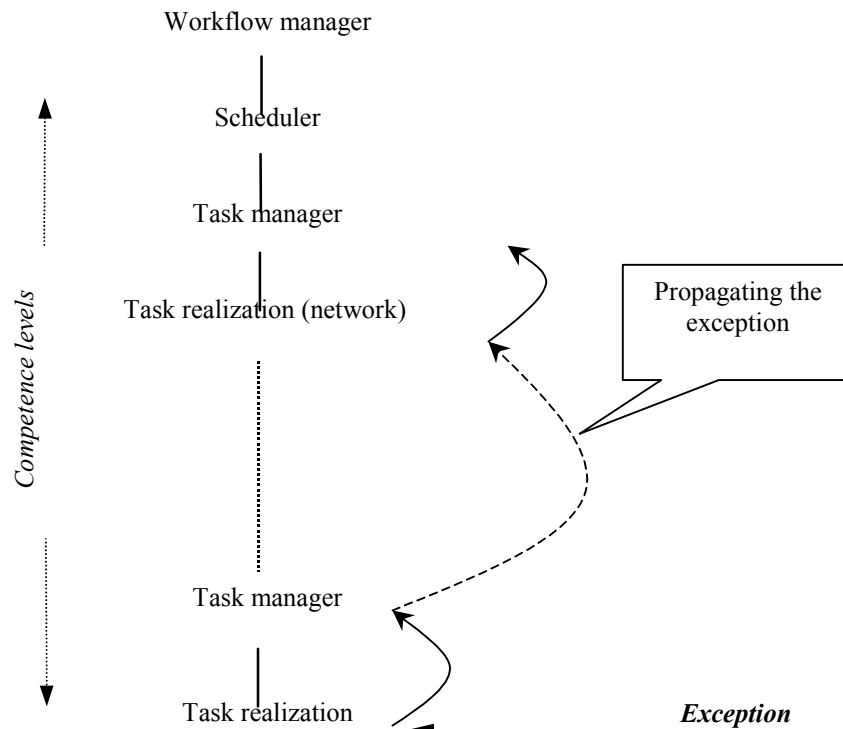 Workflow manager
Scheduler
Task manager
Task realization (network)
Propagating the
exception
Competence levels
Task manager
Task realization
Exception